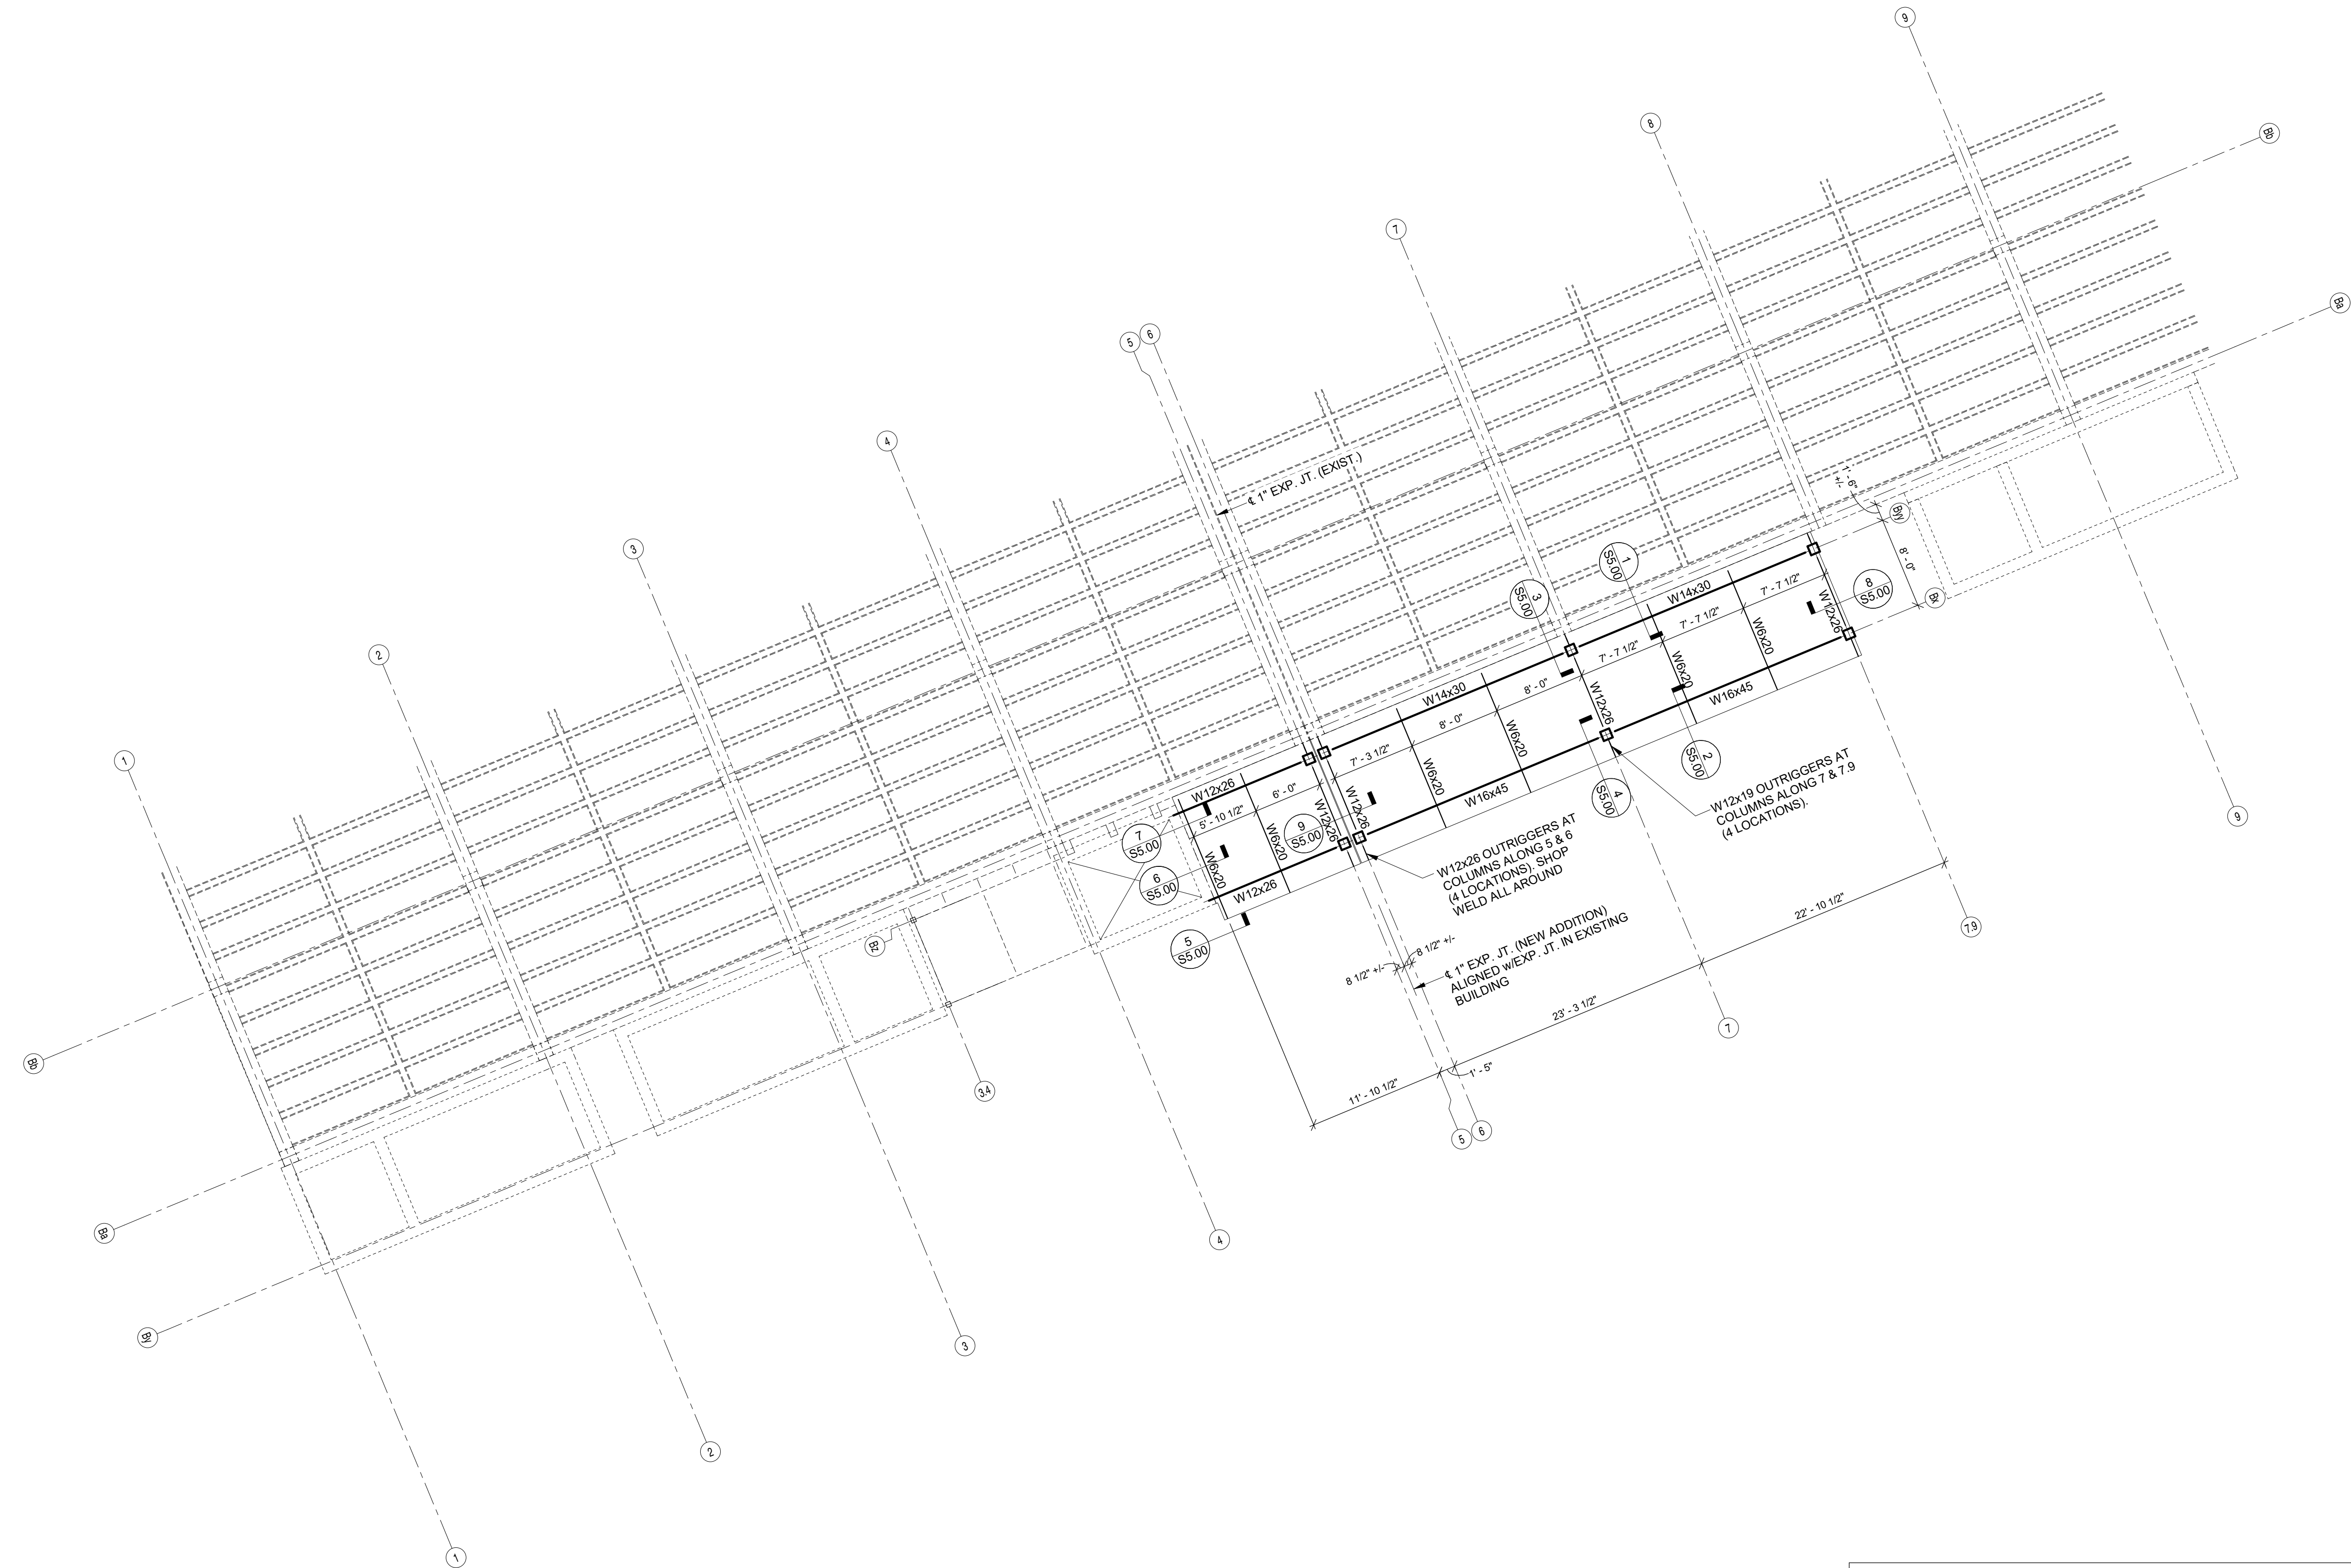 9
8
7
6
5
4
3
2
1
Bb
Ba
℄ 1" EXP. JT. (EXIST.)
1' - 6"
+/-
Bw
8' - 0"
Bx
1
S5.00
3
S5.00
8
S5.00
W14x30
7' - 7 1/2"
7' - 7 1/2"
7' - 7 1/2"
W12x26
W6x20
W6x20
W16x45
W14x30
8' - 0"
8' - 0"
7' - 3 1/2"
W12x26
W6x20
W6x20
W16x45
2
S5.00
4
S5.00
W12x26
6' - 0"
5' - 10 1/2"
W12x26
W12x26
W6x20
W6x20
W12x26
9
S5.00
7
S5.00
6
S5.00
5
S5.00
W12x19 OUTRIGGERS AT
COLUMNS ALONG 7 & 7.9
(4 LOCATIONS).
W12x26 OUTRIGGERS AT
COLUMNS ALONG 5 & 6
(4 LOCATIONS). SHOP
WELD ALL AROUND
8 1/2" +/-
8 1/2" +/-
℄ 1" EXP. JT. (NEW ADDITION)
ALIGNED w/EXP. JT. IN EXISTING
BUILDING
22' - 10 1/2"
23' - 3 1/2"
1' - 5"
11' - 10 1/2"
Bz
Bb
Ba
By
9
7.9
7
6
5
3.4
4
3
2
1